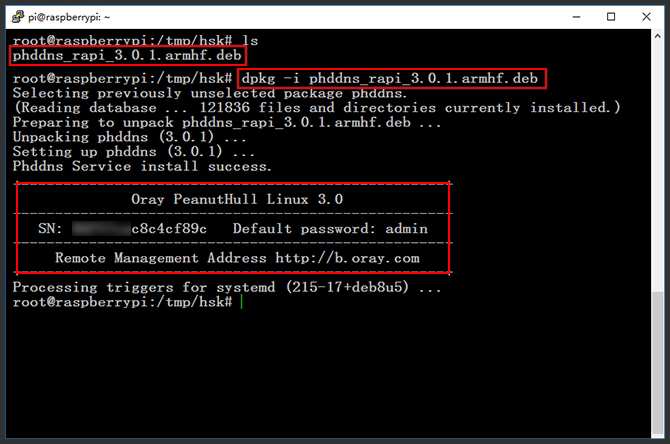 pi@raspberrypi: ~
root@raspberrypi:/tmp/hsk# ls
phddns_rapi_3.0.1.armhf.deb
root@raspberrypi:/tmp/hsk# dpkg -i phddns_rapi_3.0.1.armhf.deb
Selecting previously unselected package phddns.
(Reading database ... 121836 files and directories currently installed.)
Preparing to unpack phddns_rapi_3.0.1.armhf.deb ...
Unpacking phddns (3.0.1) ...
Setting up phddns (3.0.1) ...
Phddns Service install success.
Oray PeanutHull Linux 3.0
SN: c8c4cf89c Default password: admin
Remote Management Address http://b.oray.com
Processing triggers for systemd (215-17+deb8u5) ...
root@raspberrypi:/tmp/hsk#